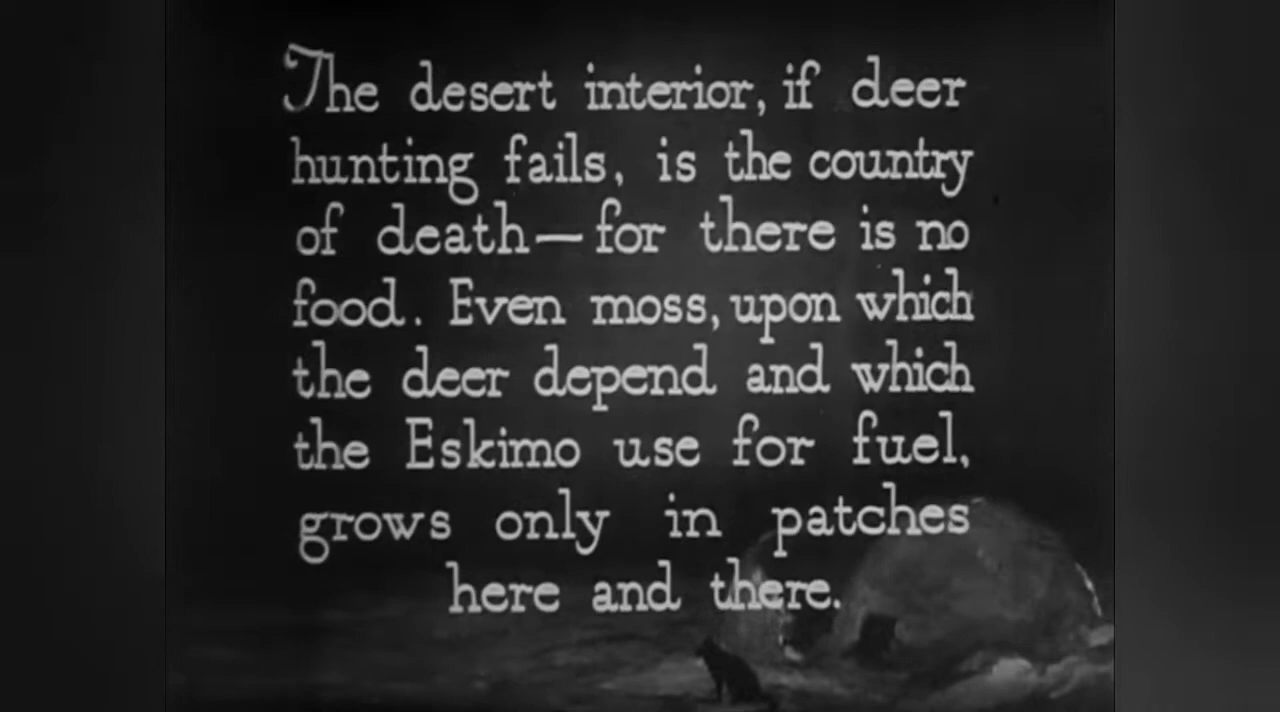 The desert interior, if deer
hunting fails, is the country
of death—for there is no
food. Even moss, upon which
the deer depend and which
the Eskimo use for fuel,
grows only in patches
here and there.